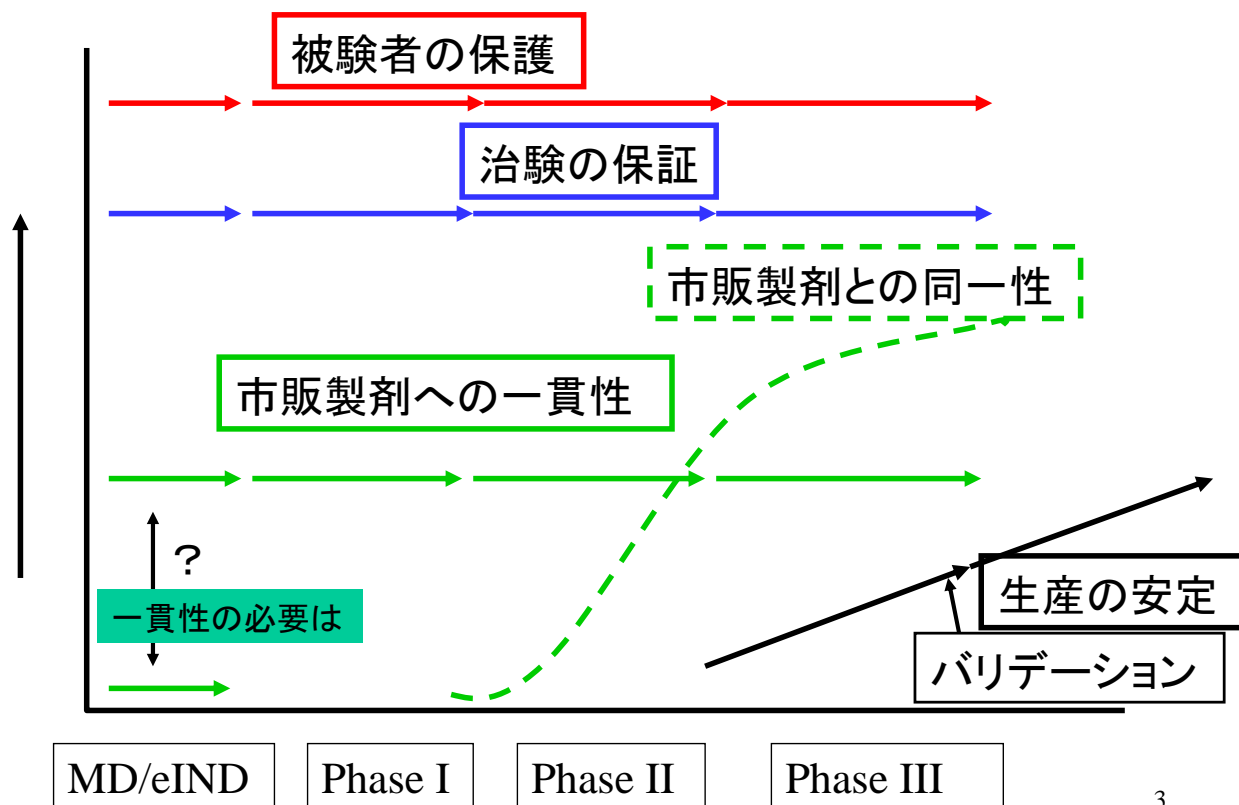 被験者の保護
治験の保証
市販製剤との同一性
市販製剤への一貫性
?
一貫性の必要は
生産の安定
バリデーション
MD/eIND
Phase I
Phase II
Phase III
3